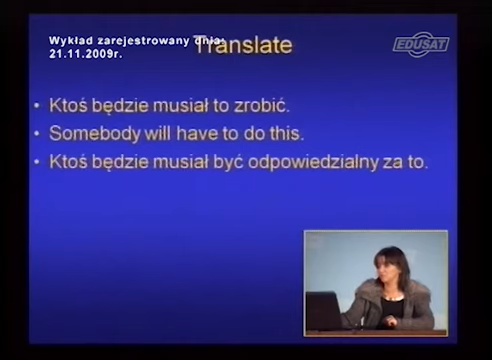 Wykład zarejestrowany dnia:
21.11.2009r.
Translate
EDUSAT
• Ktoś będzie musiał to zrobić.
• Somebody will have to do this.
• Ktoś będzie musiał być odpowiedzialny za to.